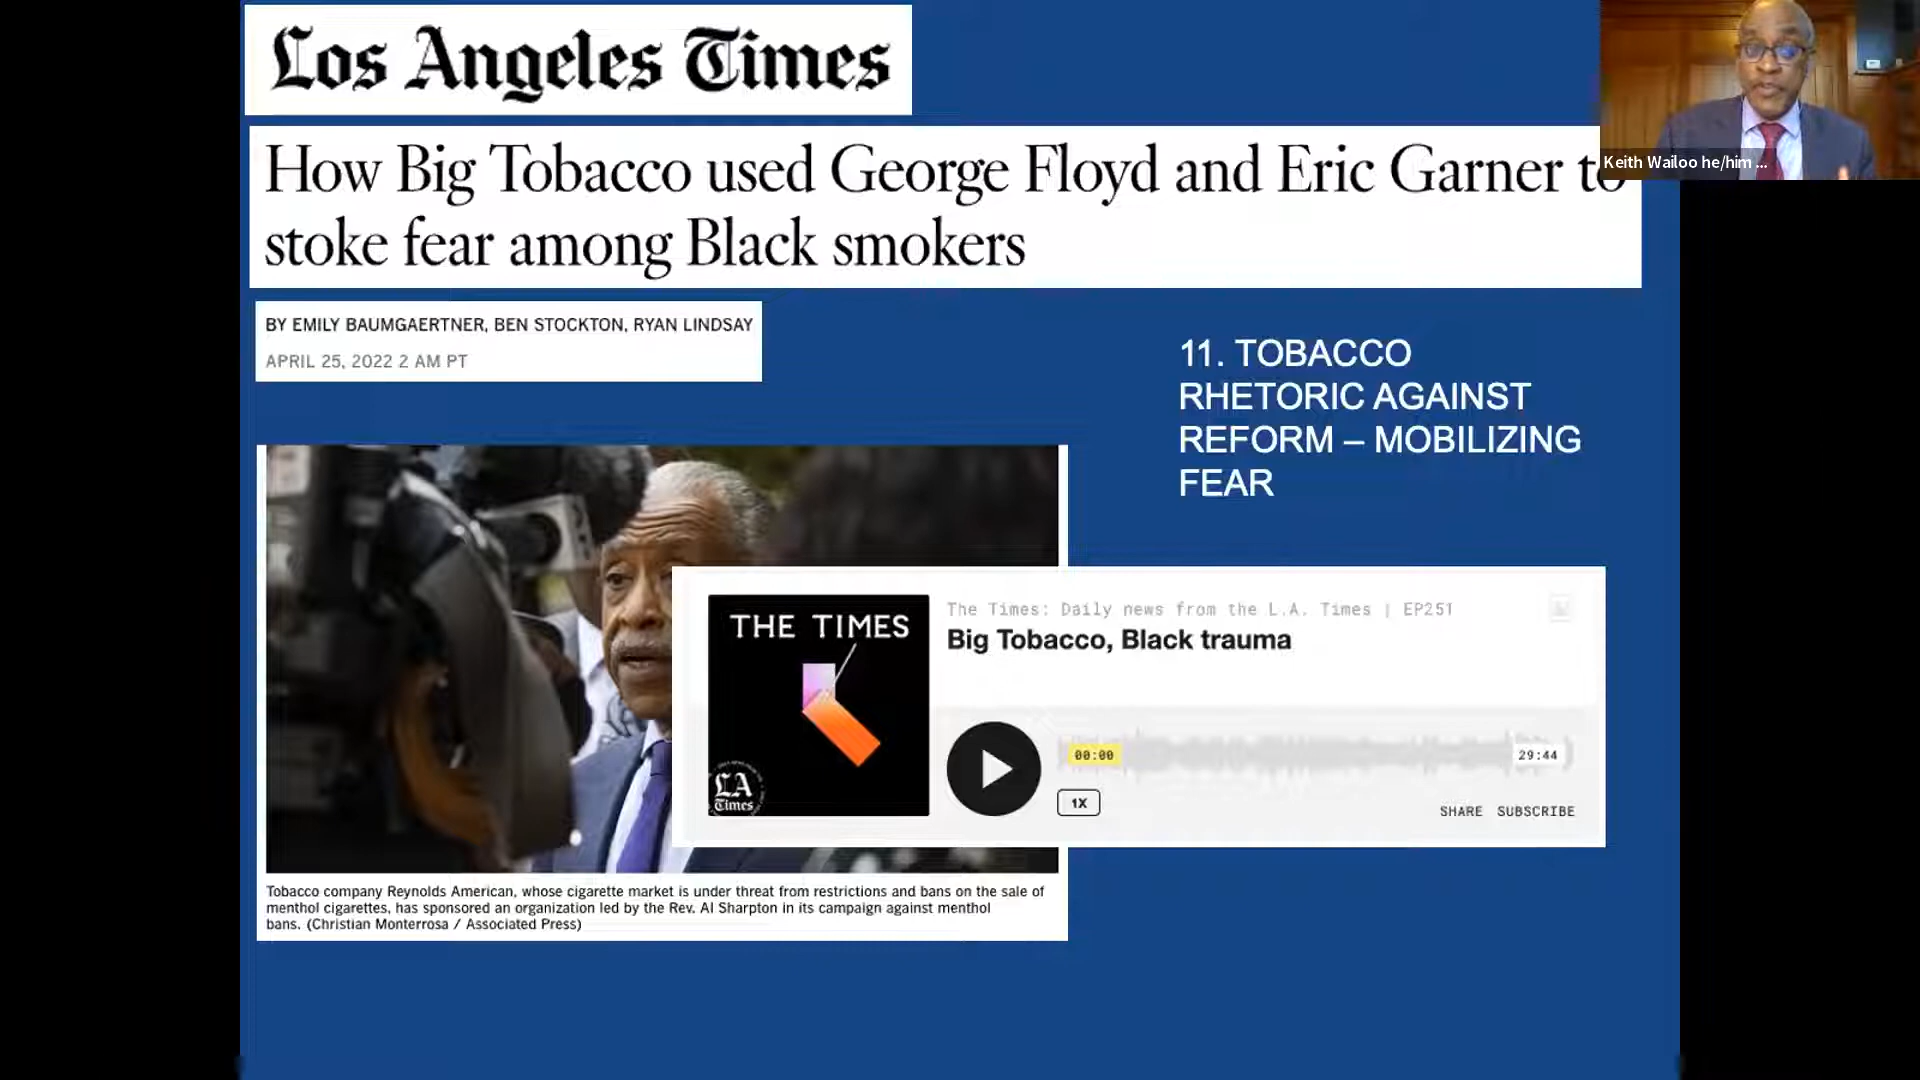 Los Angeles Times
How Big Tobacco used George Floyd and Eric Garner to
stoke fear among Black smokers
Keith Wailoo he/him ...
BY EMILY BAUMGAERTNER, BEN STOCKTON, RYAN LINDSAY
APRIL 25, 2022 2 AM PT
11. TOBACCO
RHETORIC AGAINST
REFORM – MOBILIZING
FEAR
THE TIMES
LA
Times
The Times: Daily news from the L.A. Times | EP251
Big Tobacco, Black trauma
00:00
29:44
1X
SHARE SUBSCRIBE
Tobacco company Reynolds American, whose cigarette market is under threat from restrictions and bans on the sale of
menthol cigarettes, has sponsored an organization led by the Rev. Al Sharpton in its campaign against menthol
bans. (Christian Monterrosa / Associated Press)